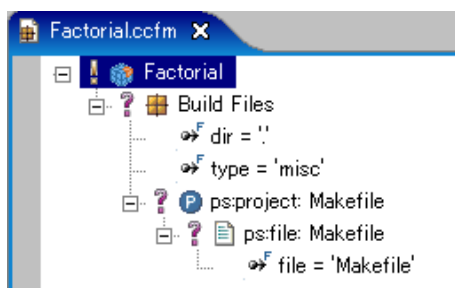 Factorial.ccfm
Factorial
Build Files
dir = '.'
type = 'misc'
ps:project: Makefile
ps:file: Makefile
file = 'Makefile'